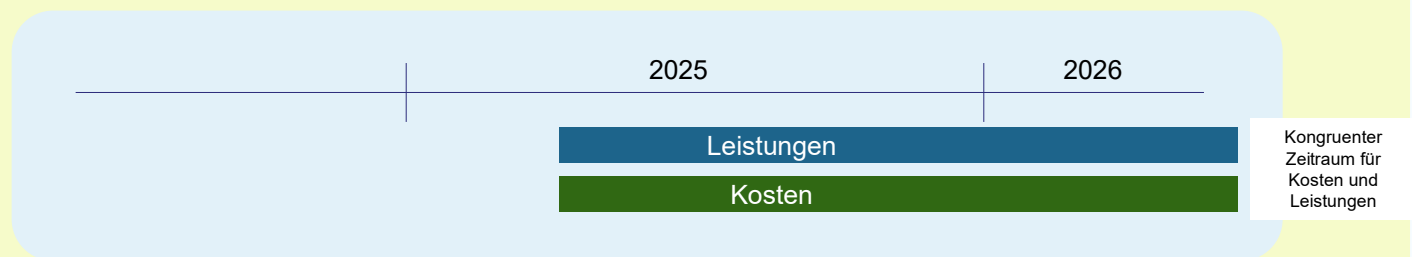 2025
2026
Leistungen
Kosten
Kongruenter
Zeitraum für
Kosten und
Leistungen